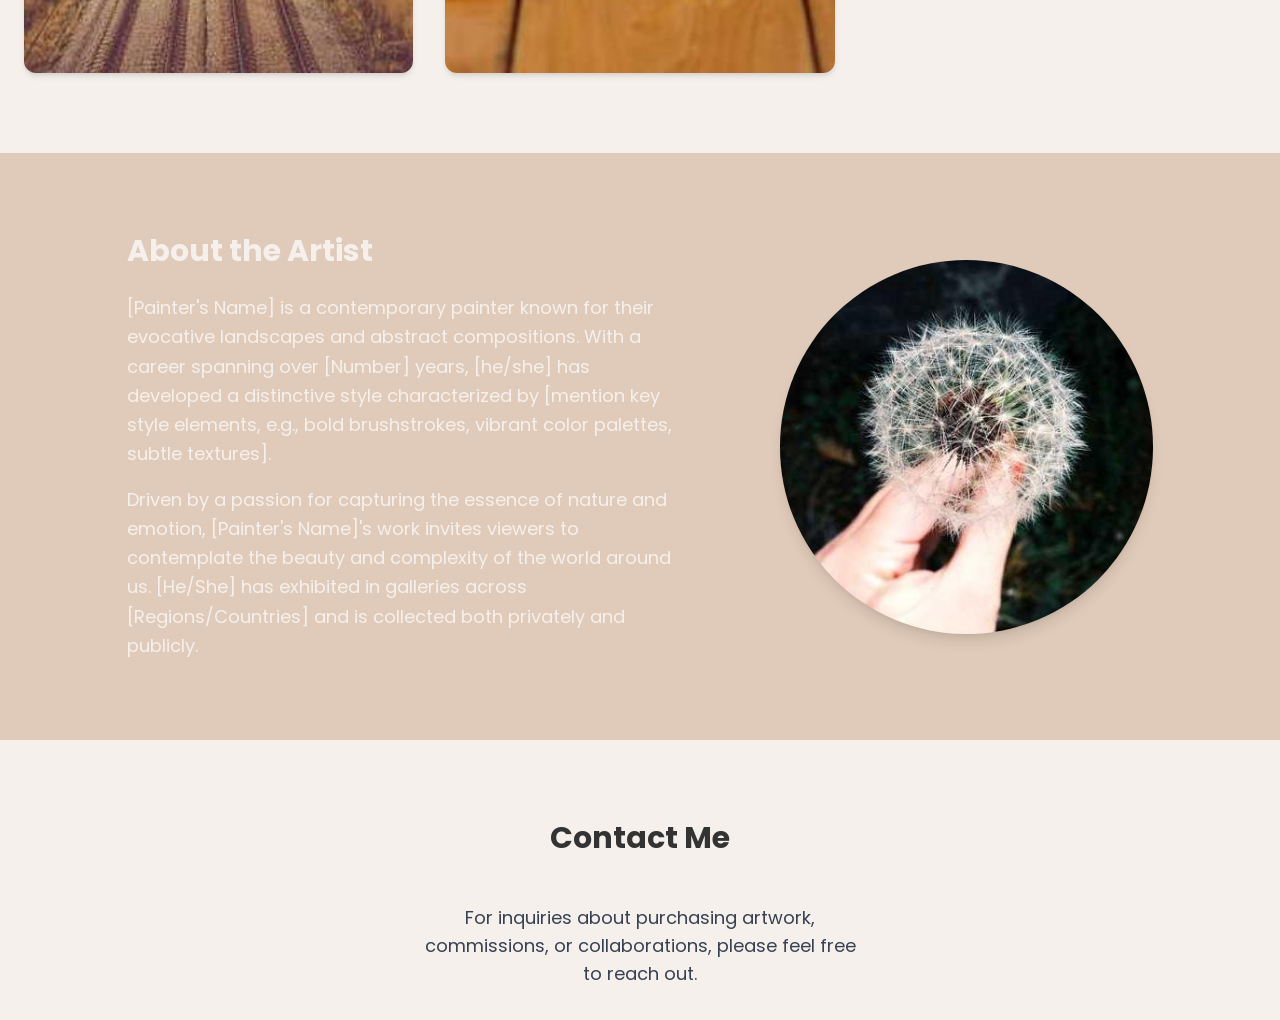 About the Artist
[Painter's Name] is a contemporary painter known for their
evocative landscapes and abstract compositions. With a
career spanning over [Number] years, [he/she] has
developed a distinctive style characterized by [mention key
style elements, e.g., bold brushstrokes, vibrant color palettes,
subtle textures].
Driven by a passion for capturing the essence of nature and
emotion, [Painter's Name]'s work invites viewers to
contemplate the beauty and complexity of the world around
us. [He/She] has exhibited in galleries across
[Regions/Countries] and is collected both privately and
publicly.
Contact Me
For inquiries about purchasing artwork,
commissions, or collaborations, please feel free
to reach out.